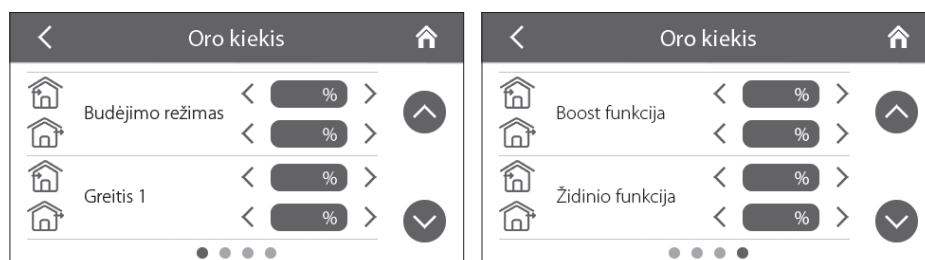 Oro kiekis
Budėjimo režimas
%
%
Greitis 1
%
%
Oro kiekis
Boost funkcija
%
%
Židinio funkcija
%
%